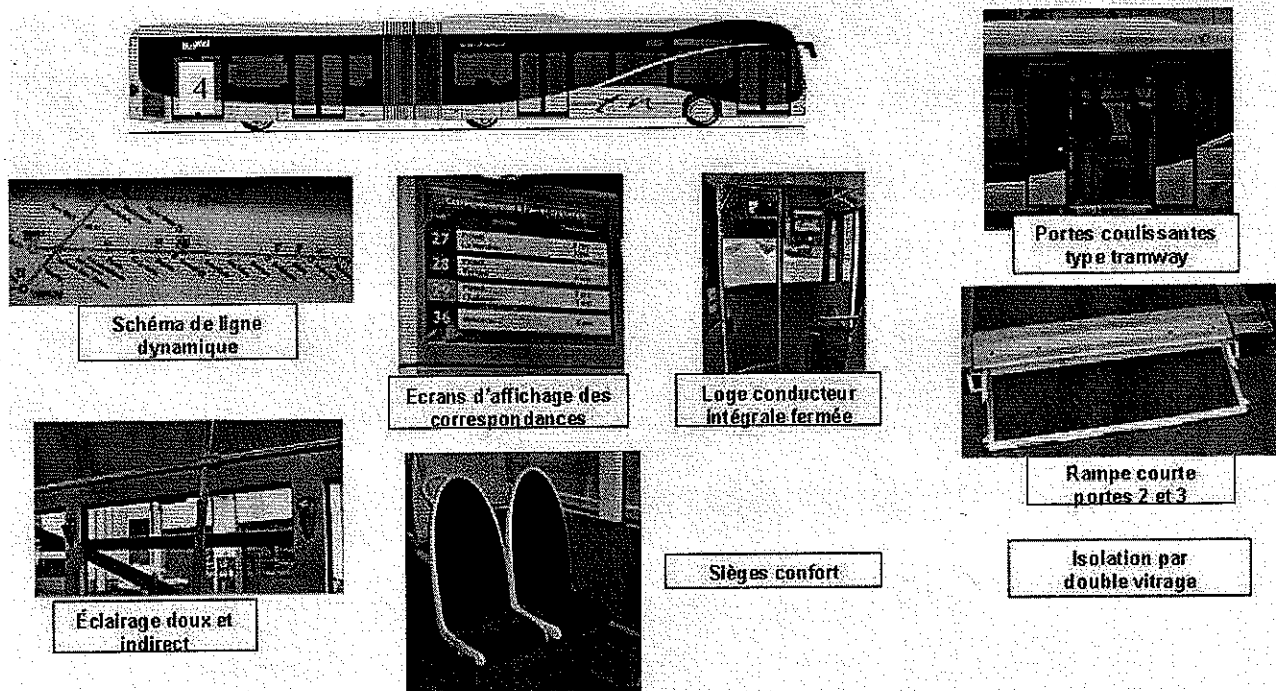 4
Portes coulissantes
type tramway
Schéma de ligne
dynamique
27
23
36
Ecrans d'affichage des
correspondances
Loge conducteur
intégrale fermée
Rampe courte
portes 2 et 3
Éclairage doux et
indirect
Sièges confort
Isolation par
double vitrage